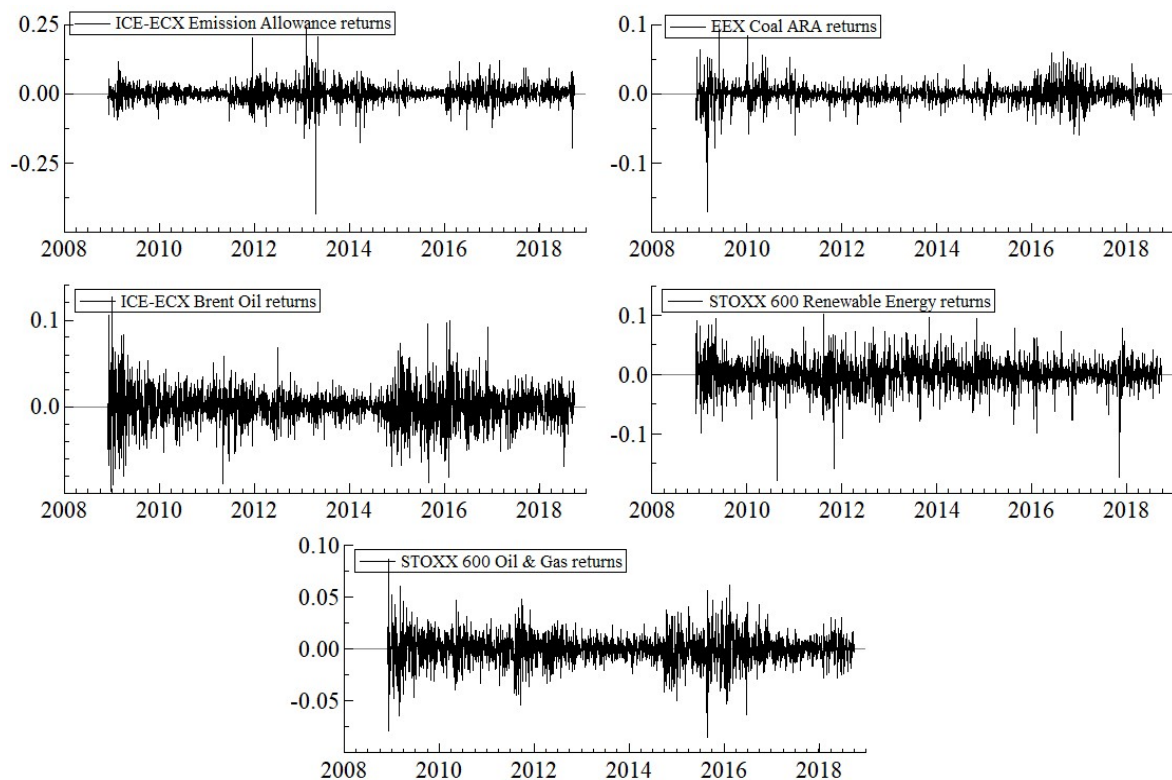 0.25
ICE-ECX Emission Allowance returns
0.00
-0.25
2008 2010 2012 2014 2016 2018
0.1
EEX Coal ARA returns
0.0
-0.1
2008 2010 2012 2014 2016 2018
ICE-ECX Brent Oil returns
0.1
0.0
2008 2010 2012 2014 2016 2018
STOXX 600 Renewable Energy returns
0.1
0.0
-0.1
2008 2010 2012 2014 2016 2018
0.10
STOXX 600 Oil & Gas returns
0.05
0.00
-0.05
2008 2010 2012 2014 2016 2018